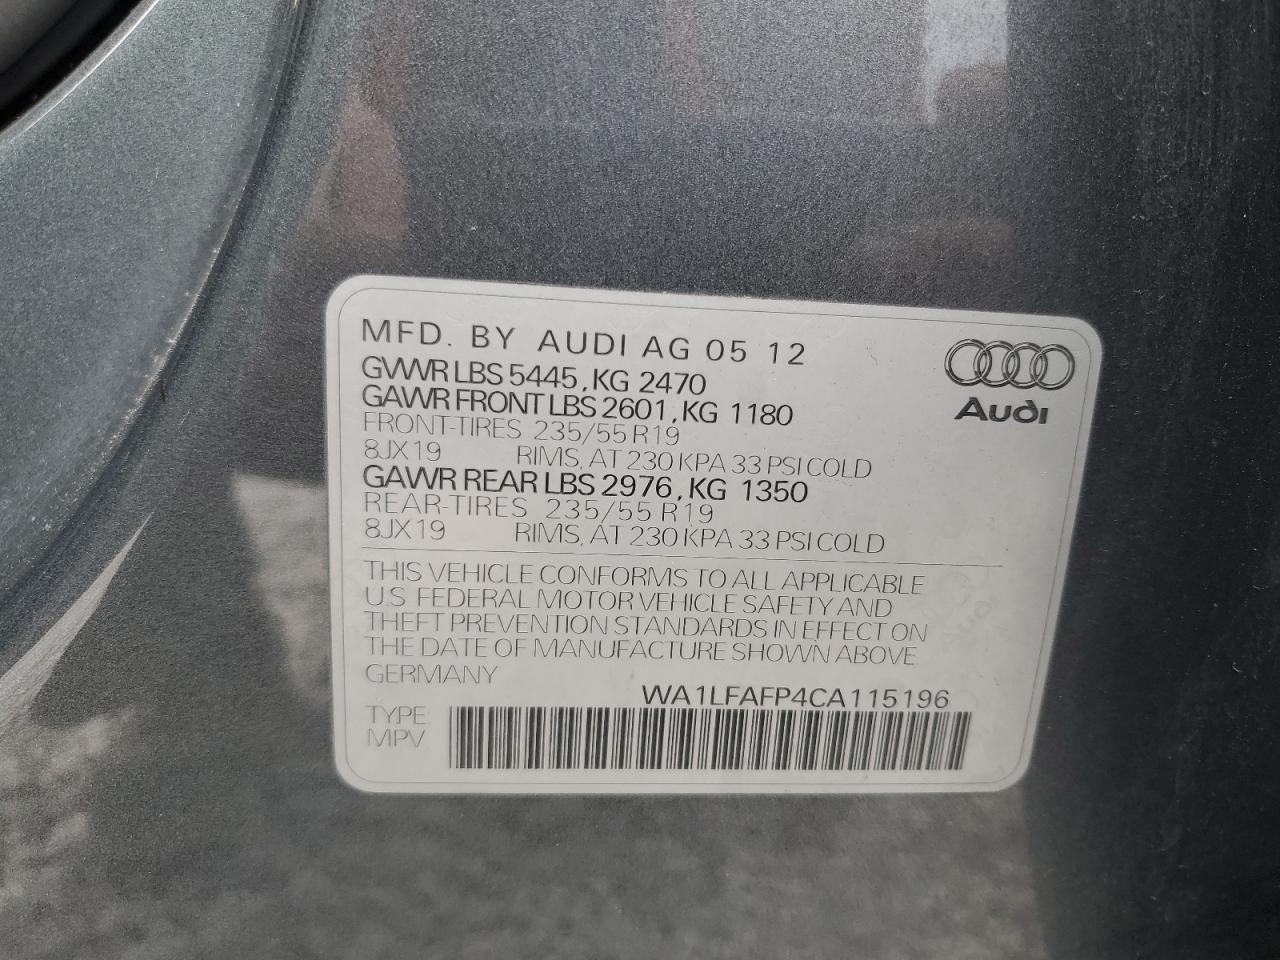 MFD. BY AUDI AG 05 12
GVWR LBS 5445, KG 2470
GAWR FRONT LBS 2601, KG 1180
FRONT-TIRES 235/55 R19
8JX19 RIMS, AT 230 KPA 33 PSI COLD
GAWR REAR LBS 2976, KG 1350
REAR-TIRES 235/55 R19
8JX19 RIMS, AT 230 KPA 33 PSI COLD
Audi
THIS VEHICLE CONFORMS TO ALL APPLICABLE
U.S. FEDERAL MOTOR VEHICLE SAFETY AND
THEFT PREVENTION STANDARDS IN EFFECT ON
THE DATE OF MANUFACTURE SHOWN ABOVE
GERMANY
WA1LFAFP4CA115196
TYPE
MPV